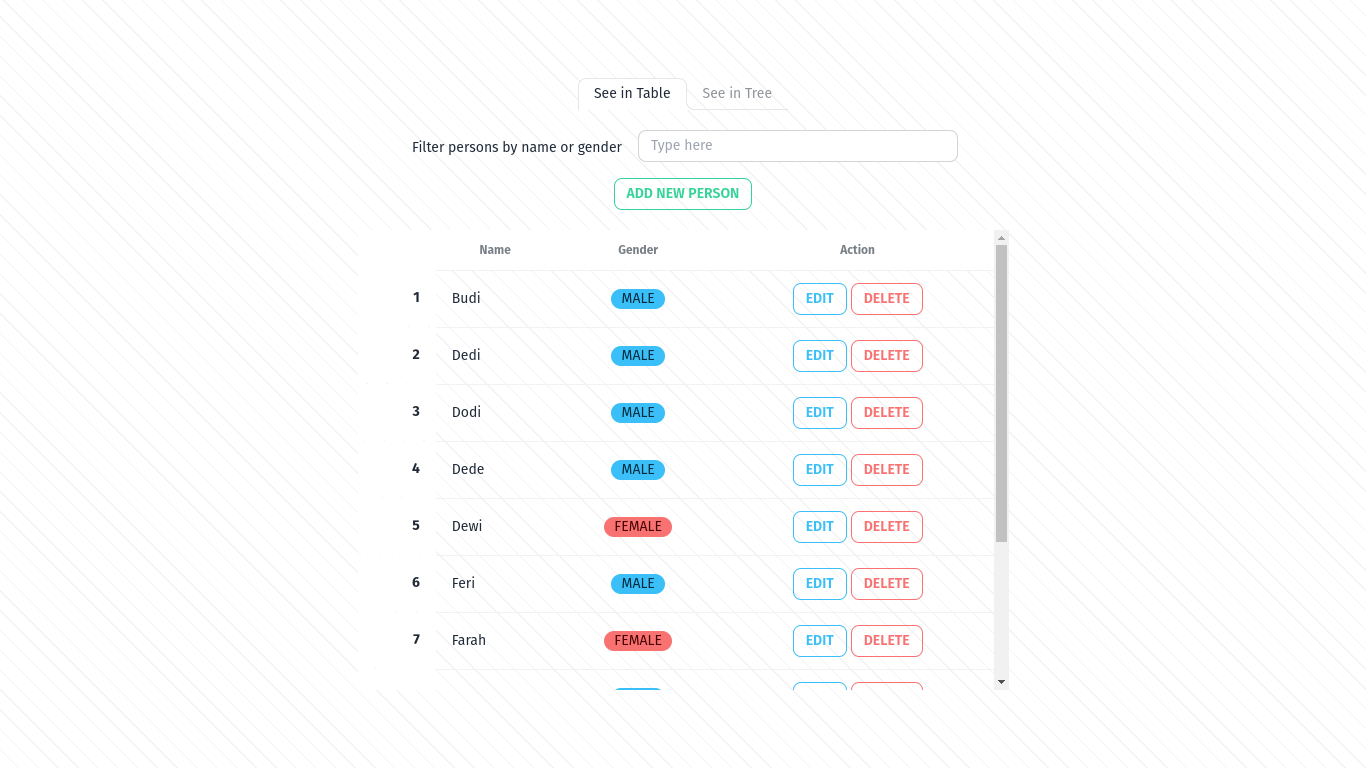 See in Table See in Tree
Filter persons by name or gender Type here
ADD NEW PERSON
Name Gender Action
1 Budi MALE EDIT DELETE
2 Dedi MALE EDIT DELETE
3 Dodi MALE EDIT DELETE
4 Dede MALE EDIT DELETE
5 Dewi FEMALE EDIT DELETE
6 Feri MALE EDIT DELETE
7 Farah FEMALE EDIT DELETE